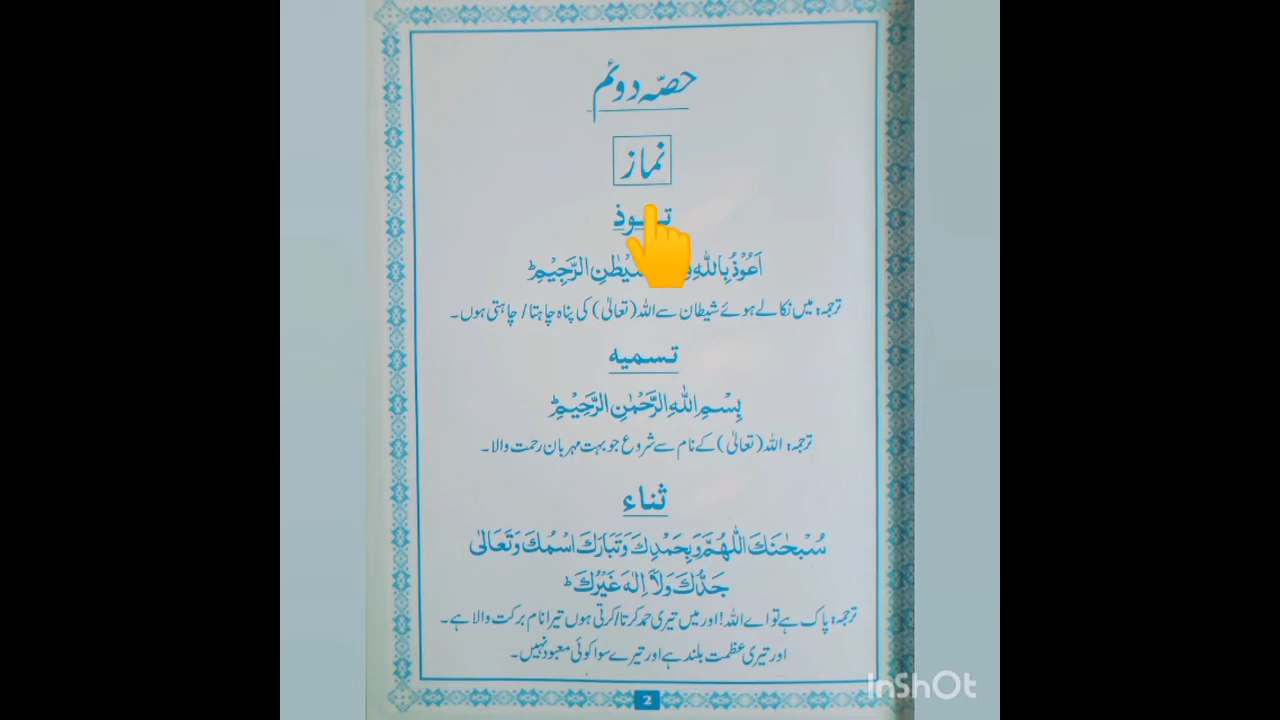 حصّہ دوئم
نماز
اَعُوْذُ بِاللّٰهِ الرَّجِیْمِؕ
ترجمہ: میں نکالے ہوئے شیطان سے اللہ (تعالیٰ) کی پناہ چاہتا / چاہتی ہوں۔
تسمیہ
بِسْمِ اللّٰهِ الرَّحْمٰنِ الرَّحِیْمِؕ
ترجمہ: اللہ (تعالیٰ) کے نام سے شروع جو بہت مہربان رحمت والا۔
ثناء
سُبْحٰنَكَ اللّٰهُمَّ وَبِحَمْدِكَ وَتَبَارَكَ اسْمُكَ وَتَعَالٰی
جَدُّكَ وَلَاۤ اِلٰهَ غَیْرُكَؕ
ترجمہ: پاک ہے تو اے اللہ! اور میں تیری حمد کرتا/کرتی ہوں تیرا نام برکت والا ہے۔
اور تیری عظمت بلند ہے اور تیرے سوا کوئی معبود نہیں۔
2
InShOt